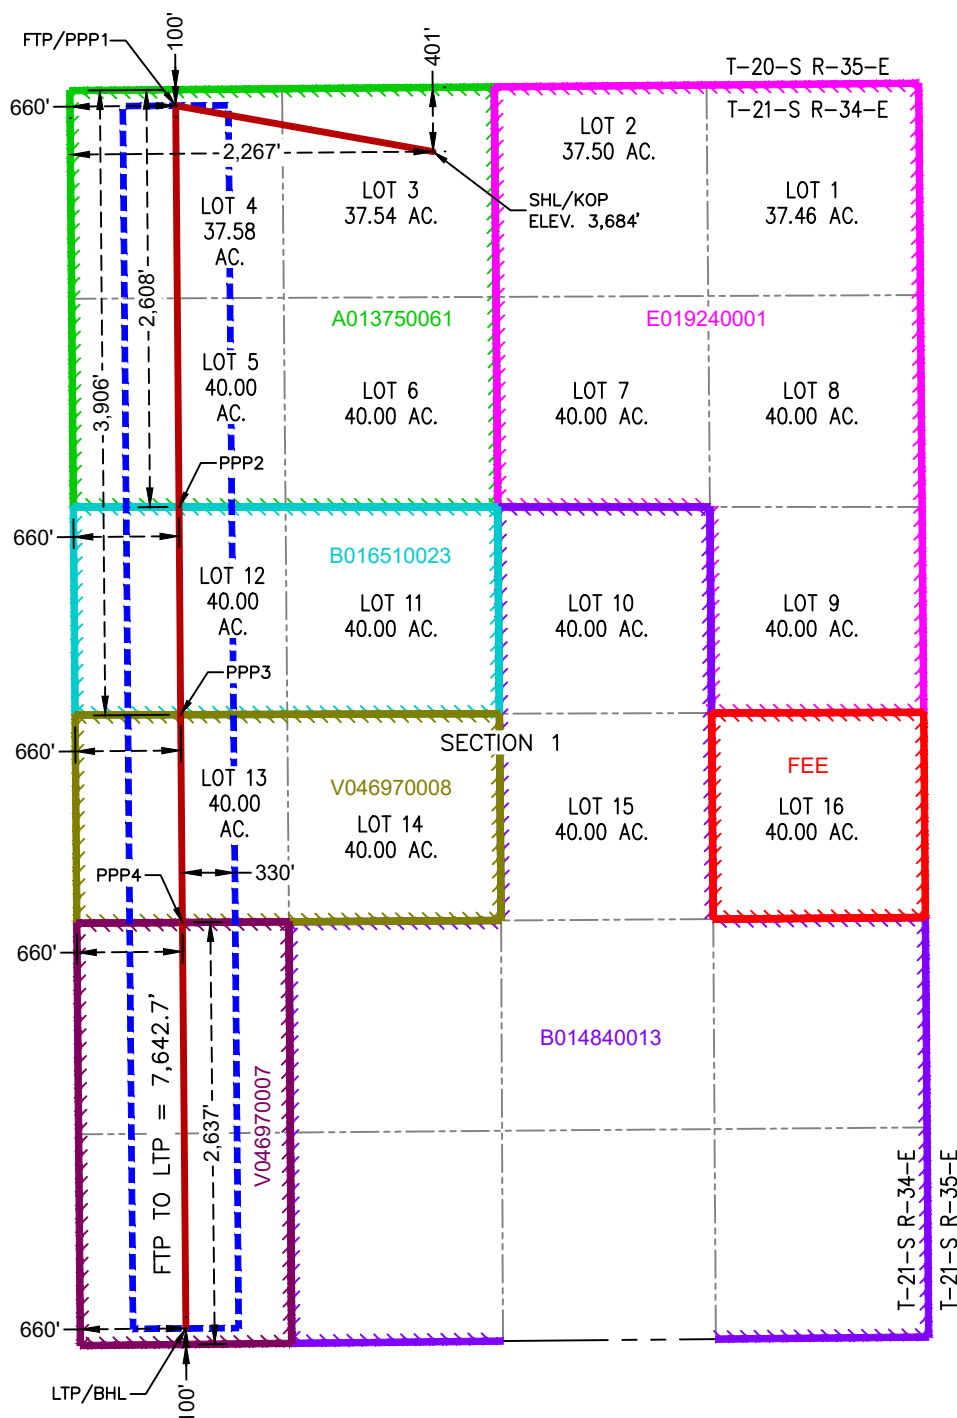 FTP/PPP1
100'
401'
T-20-S R-35-E
T-21-S R-34-E
660'
2,267'
LOT 2
37.50 AC.
LOT 3
37.54 AC.
SHL/KOP
ELEV. 3,684'
LOT 1
37.46 AC.
LOT 4
37.58
AC.
2,608'
A013750061
E019240001
3,906'
LOT 5
40.00
AC.
LOT 6
40.00 AC.
LOT 7
40.00 AC.
LOT 8
40.00 AC.
PPP2
660'
B016510023
LOT 12
40.00
AC.
LOT 11
40.00 AC.
LOT 10
40.00 AC.
LOT 9
40.00 AC.
PPP3
660'
SECTION 1
LOT 13
40.00
AC.
V046970008
LOT 14
40.00 AC.
LOT 15
40.00 AC.
FEE
LOT 16
40.00 AC.
PPP4
330'
660'
FTP TO LTP = 7,642.7'
2,637'
V046970007
B014840013
T-21-S R-34-E
T-21-S R-35-E
660'
LTP/BHL
100'